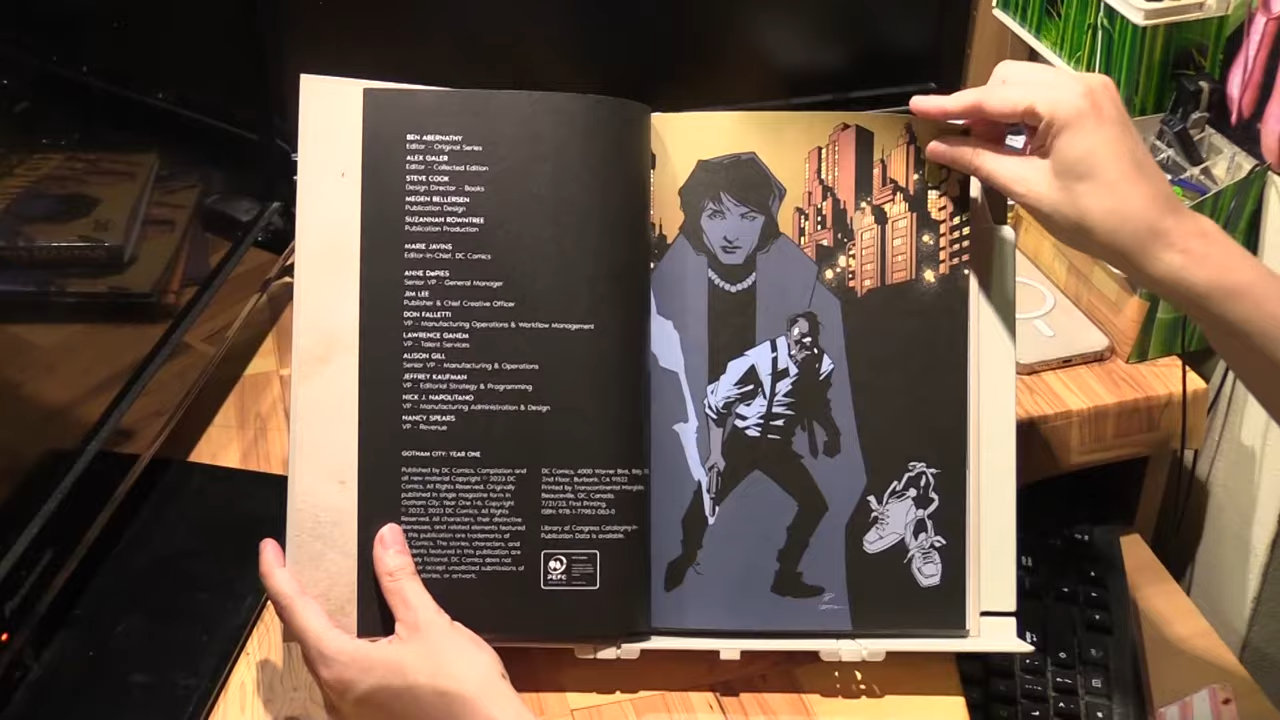 BEN ABERNATHY
Editor – Original Series
ALEX GALER
Editor – Collected Edition
STEVE COOK
Design Director – Books
MEGEN BELLERSEN
Publication Design
SUZANNAH ROWNTREE
Publication Production
MARIE JAVINS
Editor-in-Chief, DC Comics
ANNE DePIES
Senior VP – General Manager
JIM LEE
Publisher & Chief Creative Officer
DON FALLETTI
VP – Manufacturing Operations & Workflow Management
LAWRENCE GANEM
VP – Talent Services
ALISON GILL
Senior VP – Manufacturing & Operations
JEFFREY KAUFMAN
VP – Editorial Strategy & Programming
NICK J. NAPOLITANO
VP – Manufacturing Administration & Design
NANCY SPEARS
VP – Revenue
GOTHAM CITY: YEAR ONE
Published by DC Comics. Compilation and
all new material Copyright © 2023 DC
Comics. All Rights Reserved. Originally
published in single magazine form in
Gotham City: Year One 1-6. Copyright
© 2022, 2023 DC Comics. All Rights
Reserved. All characters, their distinctive
and related elements featured
this publication are trademarks of
Comics. The stories, characters, and
featured in this publication are
fictional. DC Comics does not
or accept unsolicited submissions of
stories, or artwork.
DC Comics, 4000 Warner Blvd., Bldg.
2nd Floor, Burbank, CA 91522
Printed by Transcontinental
Beauceville, QC, Canada.
7/21/23. First Printing.
ISBN: 978-1-77952-063-0
Library of Congress Cataloging-in-
Publication Data is available.
PEFC